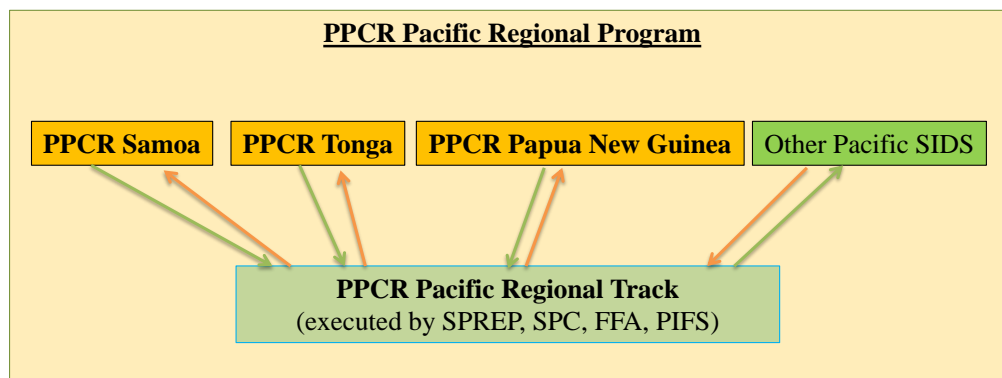 PPCR Pacific Regional Program
PPCR Samoa
PPCR Tonga
PPCR Papua New Guinea
Other Pacific SIDS
PPCR Pacific Regional Track
(executed by SPREP, SPC, FFA, PIFS)